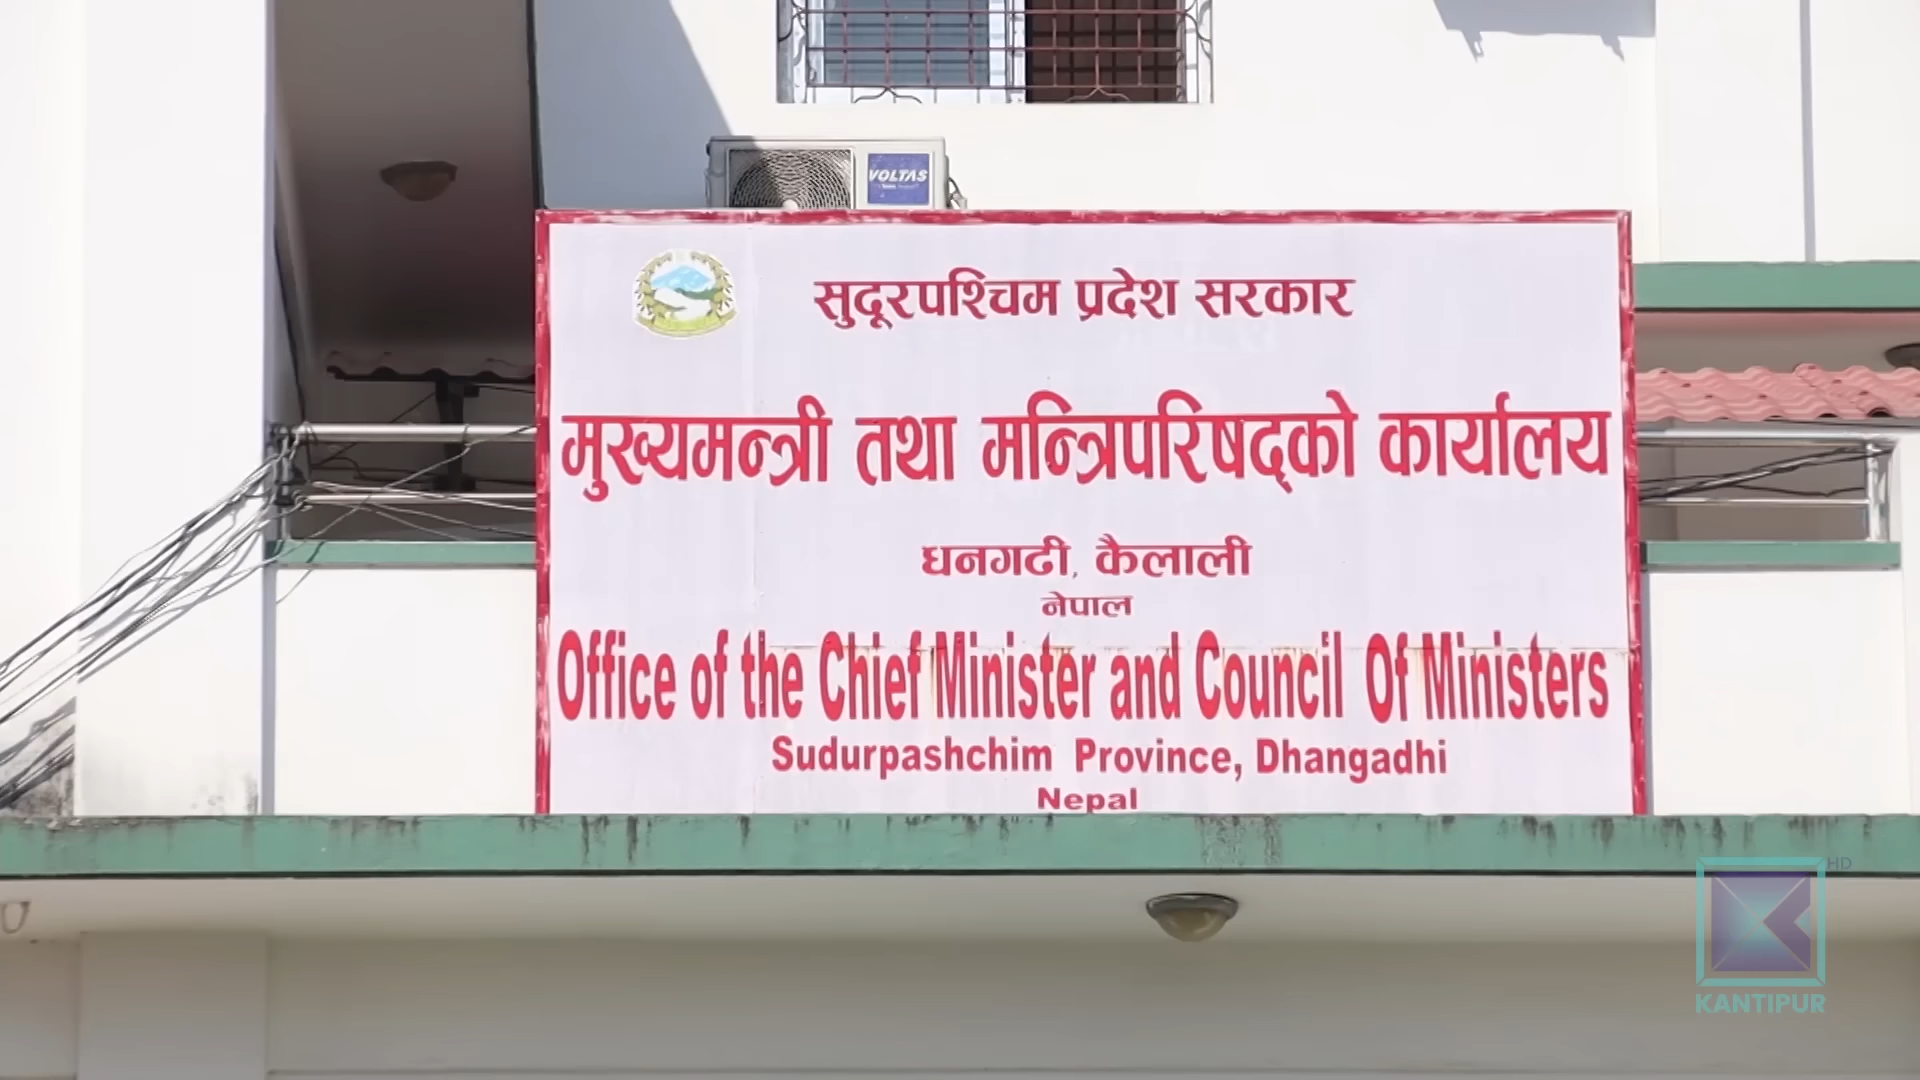 VOLTAS
सुदूरपश्चिम प्रदेश सरकार
मुख्यमन्त्री तथा मन्त्रिपरिषद्को कार्यालय
धनगढी, कैलाली
नेपाल
Office of the Chief Minister and Council Of Ministers
Sudurpashchim Province, Dhangadhi
Nepal
HD
KANTIPUR